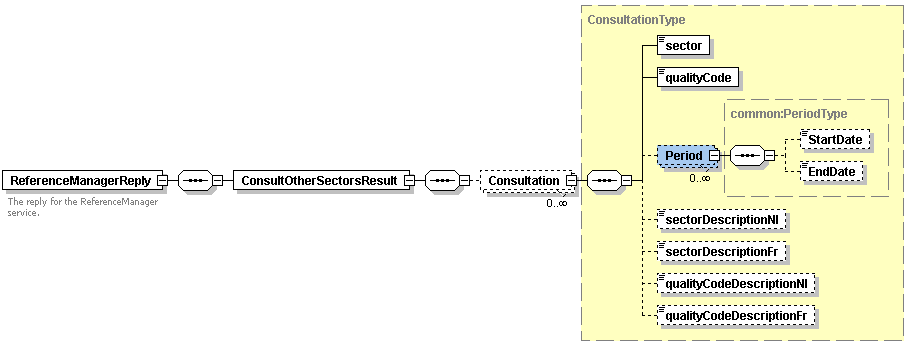 ConsultationType
sector
qualityCode
common:PeriodType
StartDate
Period
EndDate
0..∞
ReferenceManagerReply
ConsultOtherSectorsResult
Consultation
0..∞
The reply for the ReferenceManager
service.
sectorDescriptionNl
sectorDescriptionFr
qualityCodeDescriptionNl
qualityCodeDescriptionFr